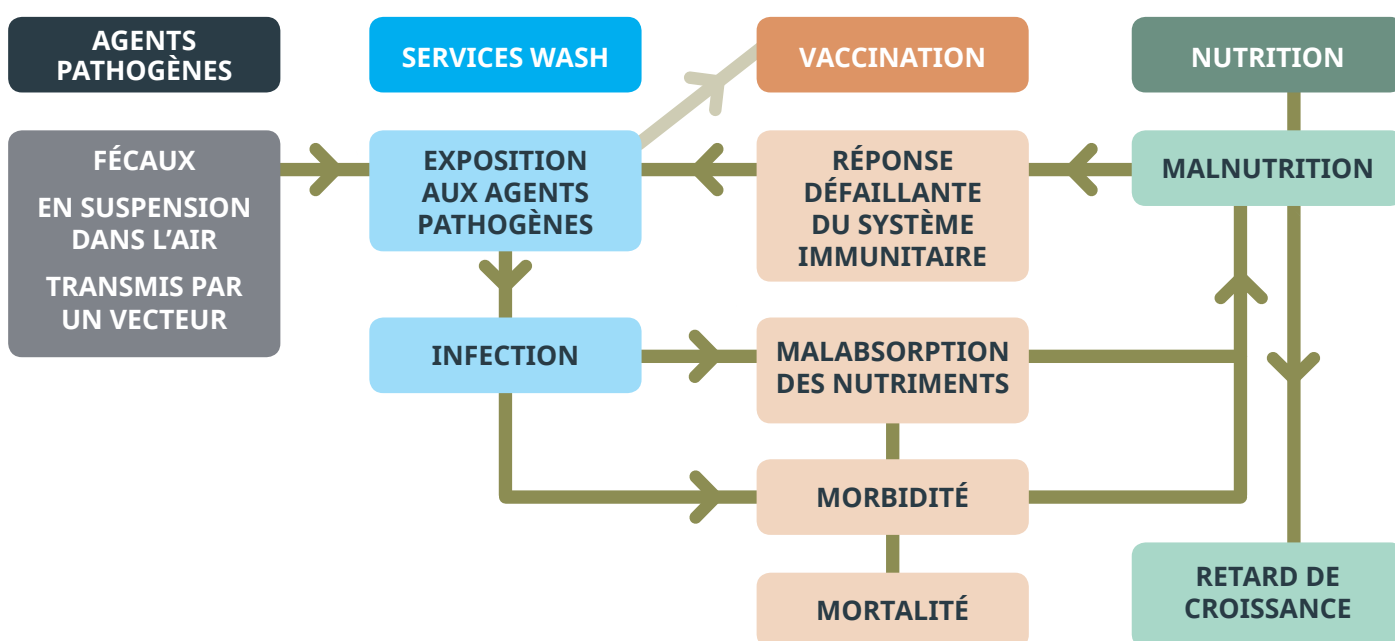 AGENTS
PATHOGÈNES
SERVICES WASH
VACCINATION
NUTRITION
FÉCAUX
EN SUSPENSION
DANS L’AIR
TRANSMIS PAR
UN VECTEUR
EXPOSITION
AUX AGENTS
PATHOGÈNES
RÉPONSE
DÉFAILLANTE
DU SYSTÈME
IMMUNITAIRE
MALNUTRITION
INFECTION
MALABSORPTION
DES NUTRIMENTS
MORBIDITÉ
MORTALITÉ
RETARD DE
CROISSANCE